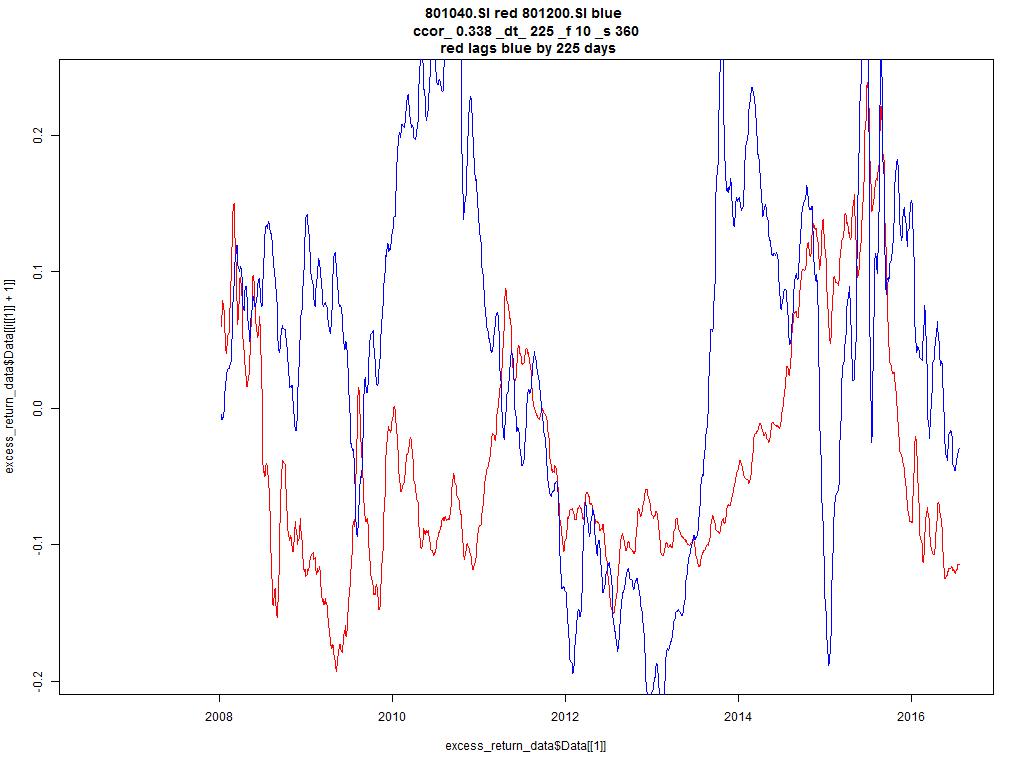 801040.SI red 801200.SI blue
ccor_ 0.338 _dt_ 225 _f 10 _s 360
red lags blue by 225 days
0.2
0.1
0.0
-0.1
-0.2
excess_return_data$Data[[i[[1]] + 1]]
2008 2010 2012 2014 2016
excess_return_data$Data[[1]]